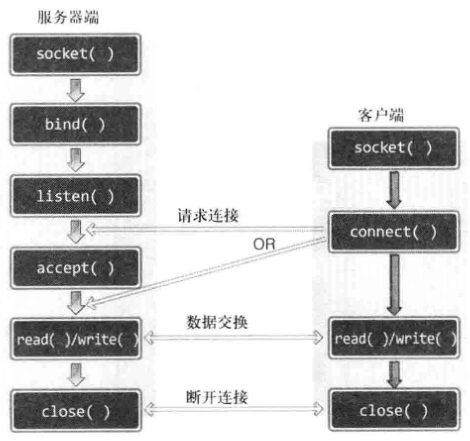 服务器端
socket( )
bind( )
listen( )
accept( )
read( )/write( )
close( )
客户端
socket( )
connect( )
read( )/write( )
close( )
请求连接
OR
数据交换
断开连接